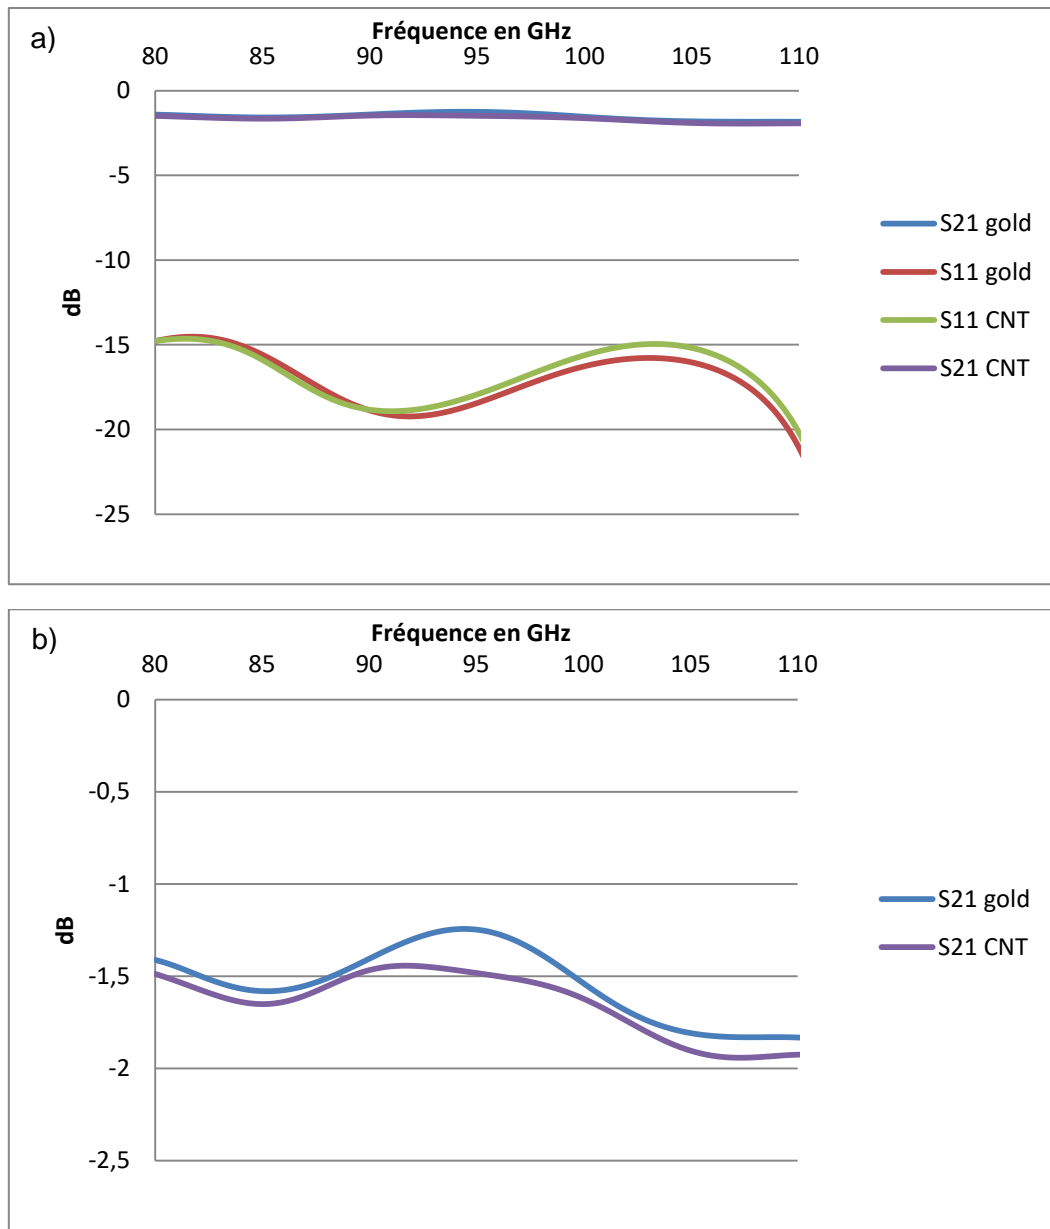 a)
Fréquence en GHz
80 85 90 95 100 105 110
0
-5
-10
-15
-20
-25
dB
S21 gold
S11 gold
S11 CNT
S21 CNT
b)
Fréquence en GHz
80 85 90 95 100 105 110
0
-0,5
-1
-1,5
-2
-2,5
dB
S21 gold
S21 CNT